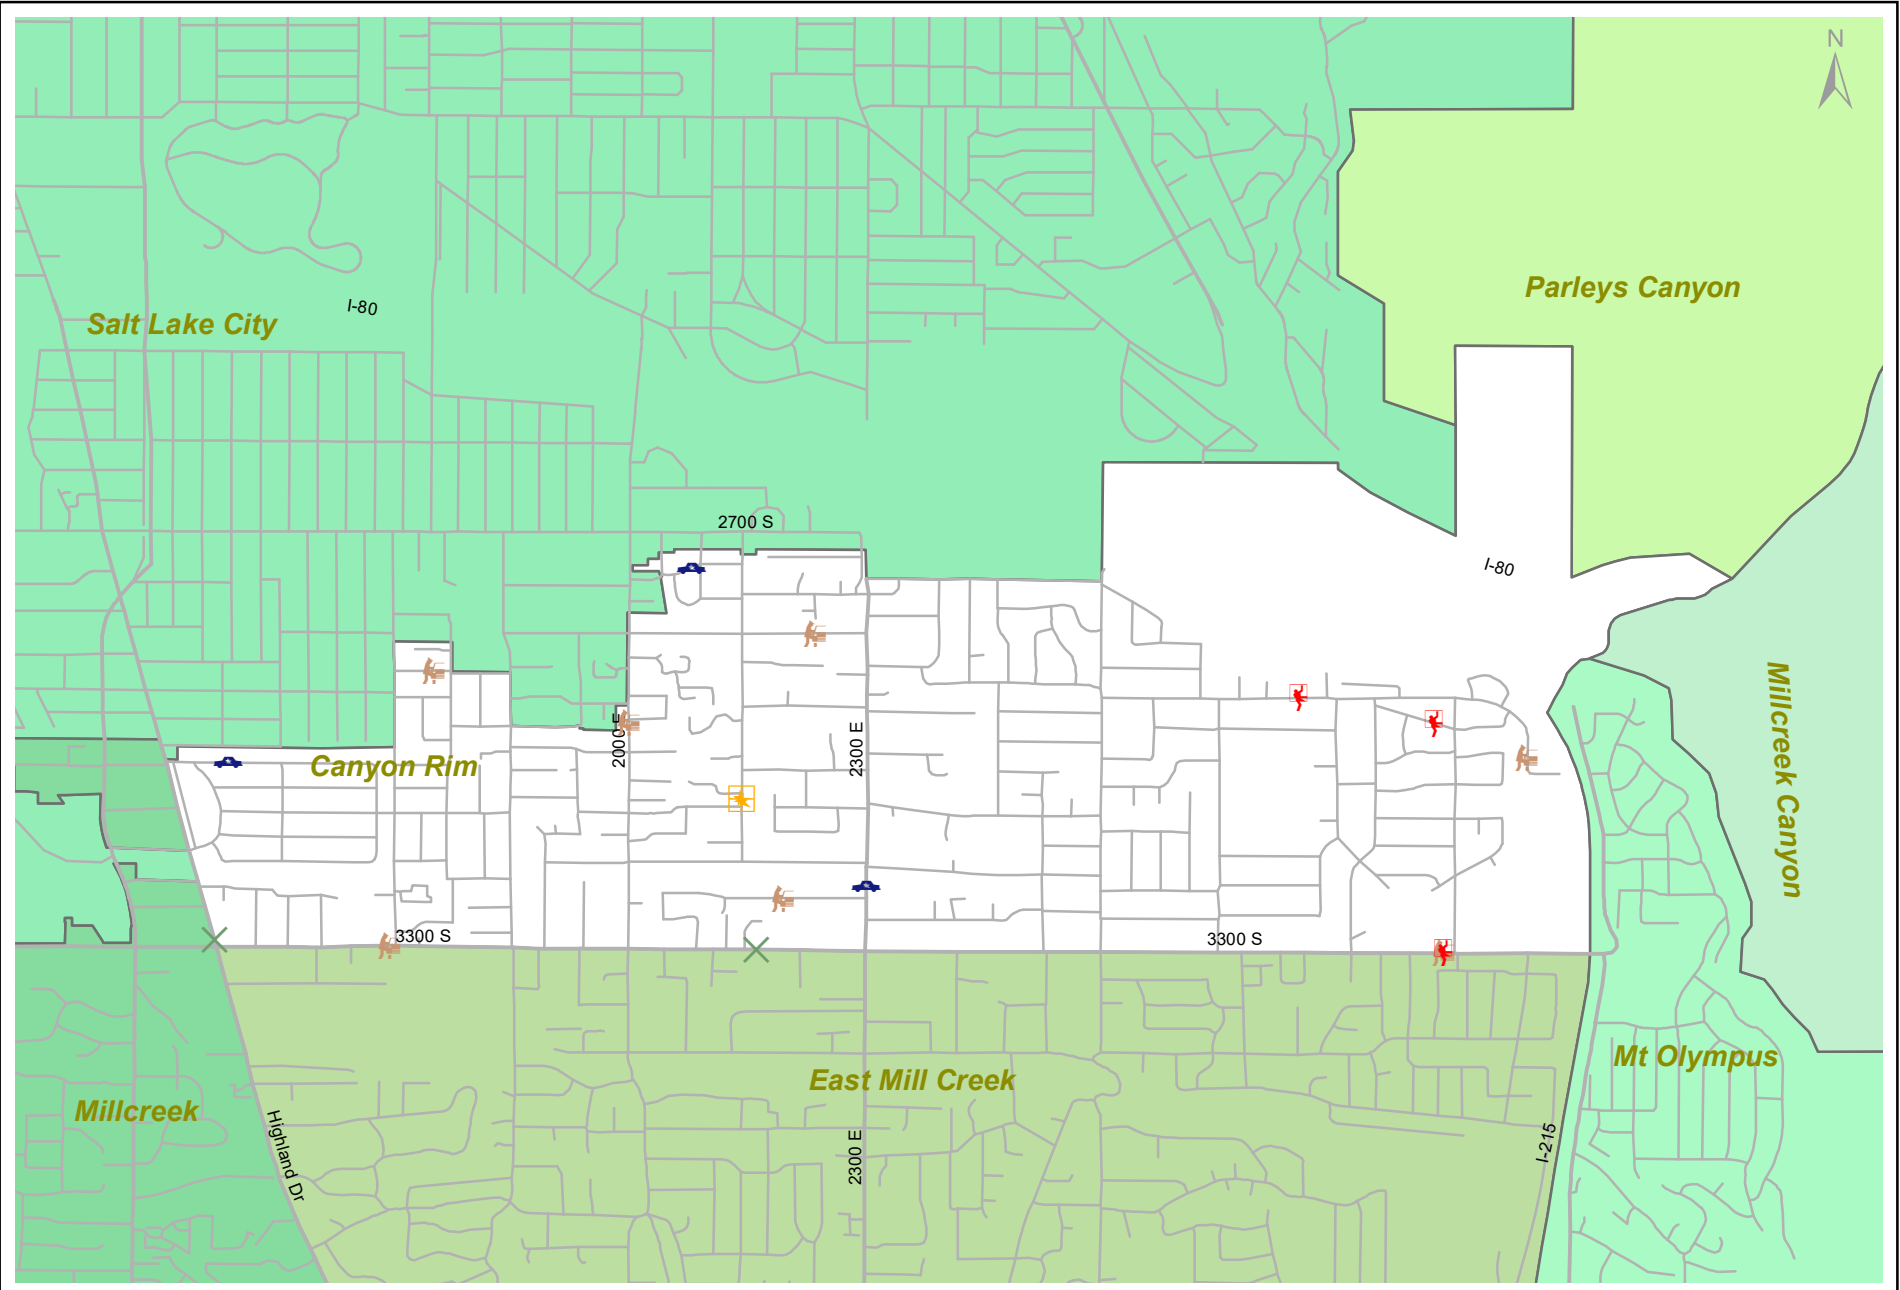 N
Parleys Canyon
I-80
Salt Lake City
2700 S
I-80
2000 E
2300 E
Canyon Rim
Millcreek Canyon
3300 S
3300 S
Mt Olympus
East Mill Creek
Millcreek
Highland Dr
2300 E
I-215